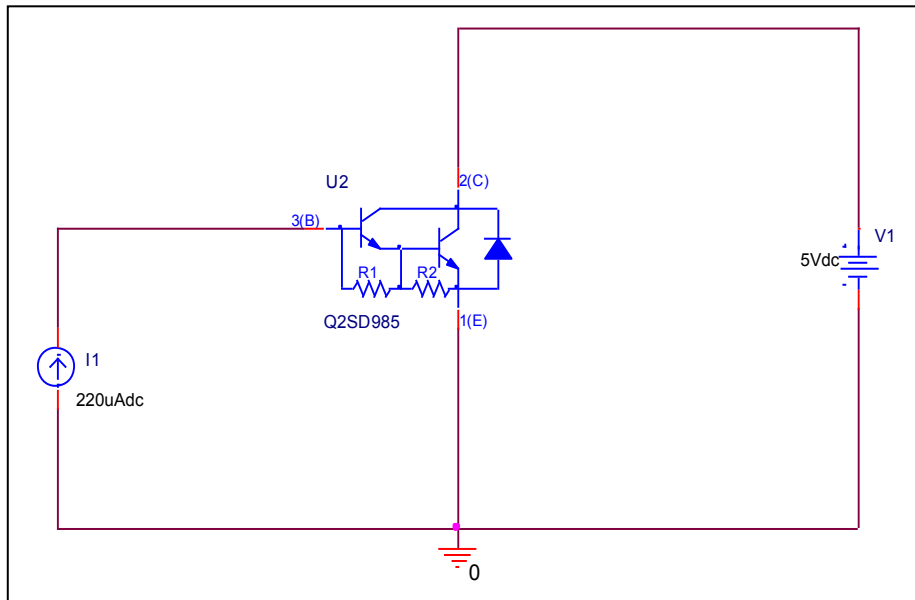 U2
2(C)
3(B)
V1
5Vdc
R1
R2
Q2SD985
1(E)
I1
220uAdc
0